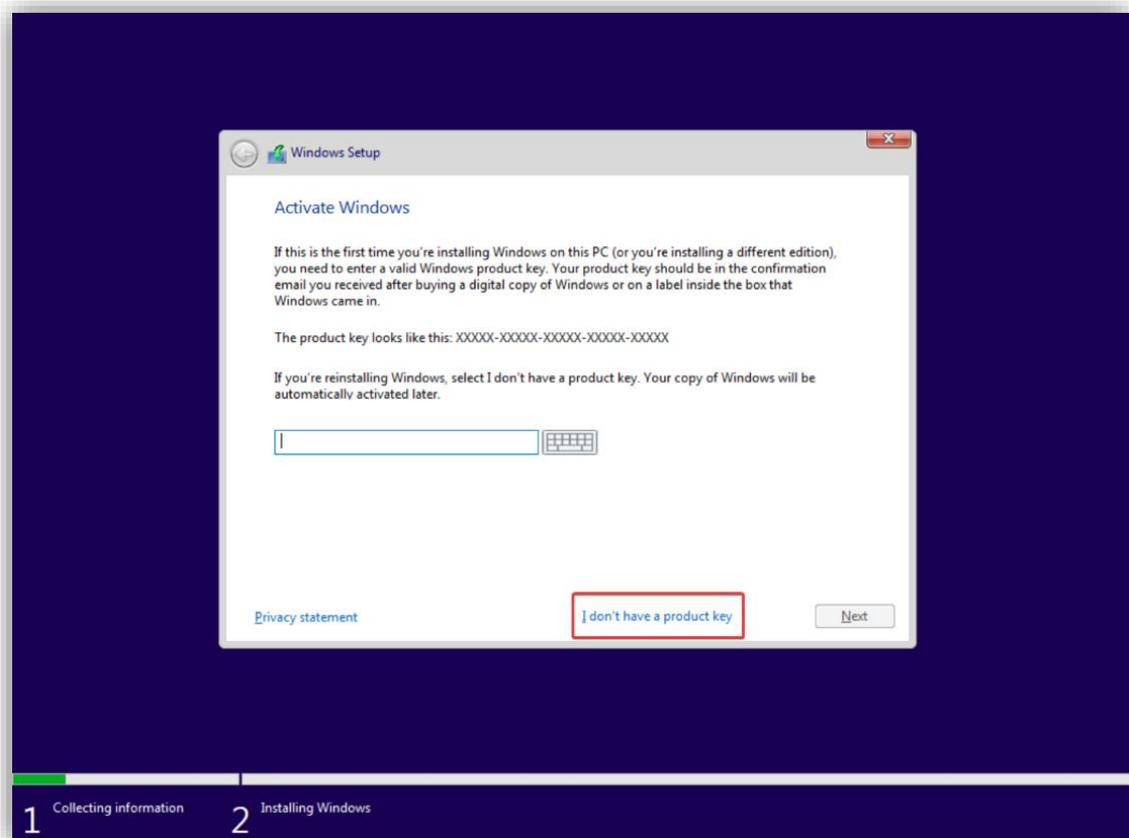 Windows Setup
Activate Windows
If this is the first time you're installing Windows on this PC (or you're installing a different edition),
you need to enter a valid Windows product key. Your product key should be in the confirmation
email you received after buying a digital copy of Windows or on a label inside the box that
Windows came in.
The product key looks like this: XXXXX-XXXXX-XXXXX-XXXXX-XXXXX
If you're reinstalling Windows, select I don't have a product key. Your copy of Windows will be
automatically activated later.
Privacy statement
I don't have a product key
Next
1 Collecting information
2 Installing Windows